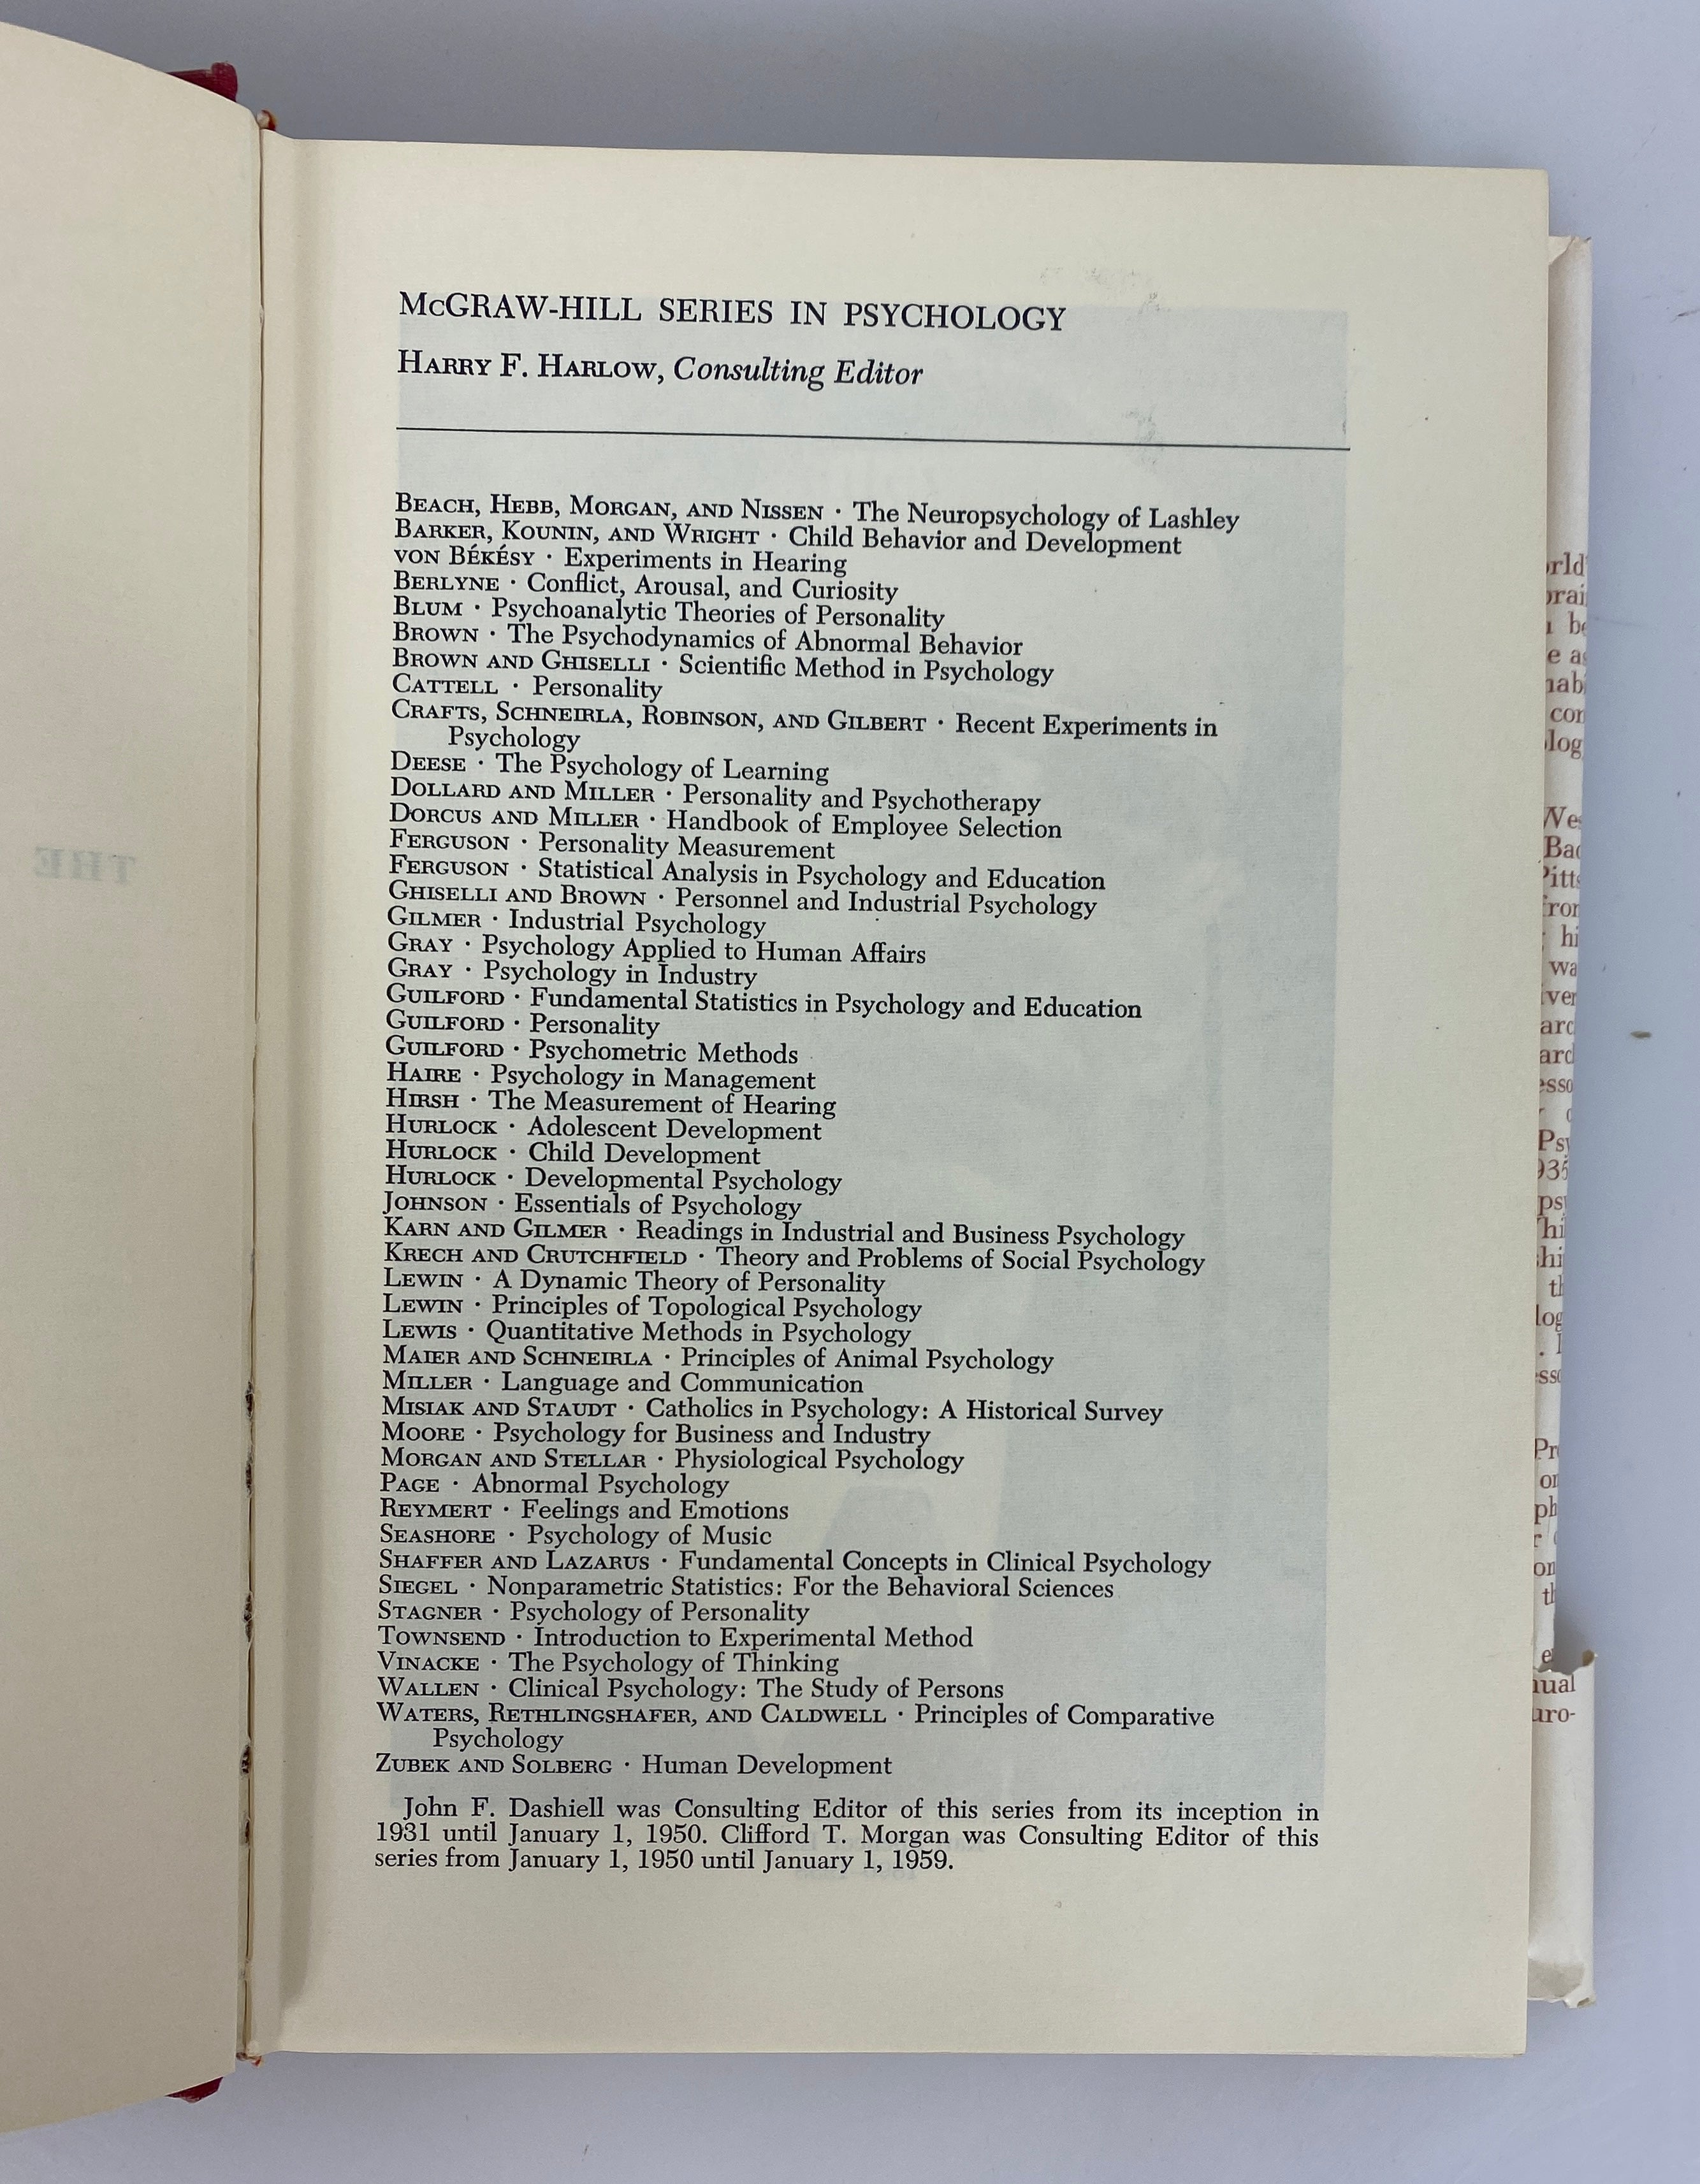 THE
McGRAW-HILL SERIES IN PSYCHOLOGY
HARRY F. HARLOW, Consulting Editor
BEACH, HEBB, MORGAN, AND NISSEN · The Neuropsychology of Lashley
BARKER, KOUNIN, AND WRIGHT · Child Behavior and Development
VON BÉKÉSY · Experiments in Hearing
BERLYNE · Conflict, Arousal, and Curiosity
BLUM · Psychoanalytic Theories of Personality
BROWN · The Psychodynamics of Abnormal Behavior
BROWN AND GHISELLI · Scientific Method in Psychology
CATTELL · Personality
CRAFTS, SCHNEIRLA, ROBINSON, AND GILBERT · Recent Experiments in
Psychology
DEESE · The Psychology of Learning
DOLLARD AND MILLER · Personality and Psychotherapy
DORCUS AND MILLER · Handbook of Employee Selection
FERGUSON · Personality Measurement
FERGUSON · Statistical Analysis in Psychology and Education
GHISELLI AND BROWN · Personnel and Industrial Psychology
GILMER · Industrial Psychology
GRAY · Psychology Applied to Human Affairs
GRAY · Psychology in Industry
GUILFORD · Fundamental Statistics in Psychology and Education
GUILFORD · Personality
GUILFORD · Psychometric Methods
HAIRE · Psychology in Management
HIRSH · The Measurement of Hearing
HURLOCK · Adolescent Development
HURLOCK · Child Development
HURLOCK · Developmental Psychology
JOHNSON · Essentials of Psychology
KARN AND GILMER · Readings in Industrial and Business Psychology
KRECH AND CRUTCHFIELD · Theory and Problems of Social Psychology
LEWIN · A Dynamic Theory of Personality
LEWIN · Principles of Topological Psychology
LEWIS · Quantitative Methods in Psychology
MAIER AND SCHNEIRLA · Principles of Animal Psychology
MILLER · Language and Communication
MISIAK AND STAUDT · Catholics in Psychology: A Historical Survey
MOORE · Psychology for Business and Industry
MORGAN AND STELLAR · Physiological Psychology
PAGE · Abnormal Psychology
REYMERT · Feelings and Emotions
SEASHORE · Psychology of Music
SHAFFER AND LAZARUS · Fundamental Concepts in Clinical Psychology
SIEGEL · Nonparametric Statistics: For the Behavioral Sciences
STAGNER · Psychology of Personality
TOWNSEND · Introduction to Experimental Method
VINACKE · The Psychology of Thinking
WALLEN · Clinical Psychology: The Study of Persons
WATERS, RETHLINGSHAFER, AND CALDWELL · Principles of Comparative
Psychology
ZUBEK AND SOLBERG · Human Development
John F. Dashiell was Consulting Editor of this series from its inception in
1931 until January 1, 1950. Clifford T. Morgan was Consulting Editor of this
series from January 1, 1950 until January 1, 1959.